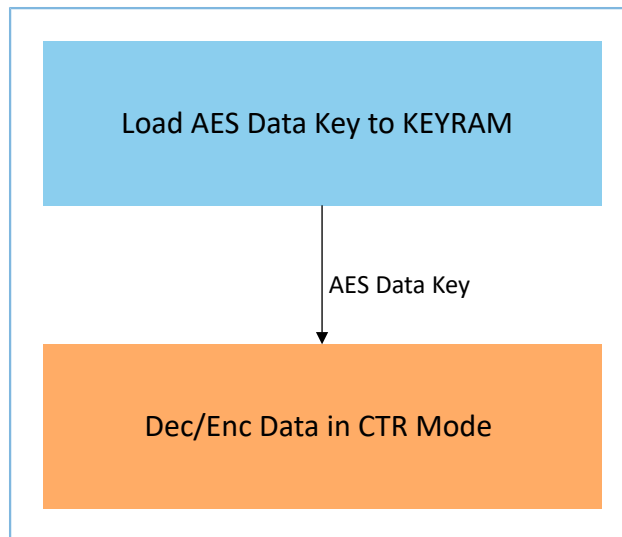 Load AES Data Key to KEYRAM
AES Data Key
Dec/Enc Data in CTR Mode